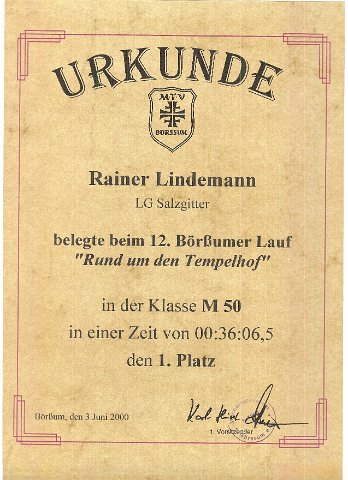 URKUNDE
MTV
BÖRSSUM
Rainer Lindemann
LG Salzgitter
belegte beim 12. Börßumer Lauf
"Rund um den Tempelhof"
in der Klasse M 50
in einer Zeit von 00:36:06,5
den 1. Platz
Börßum, den 3 Juni 2000
1. Vorsitzender